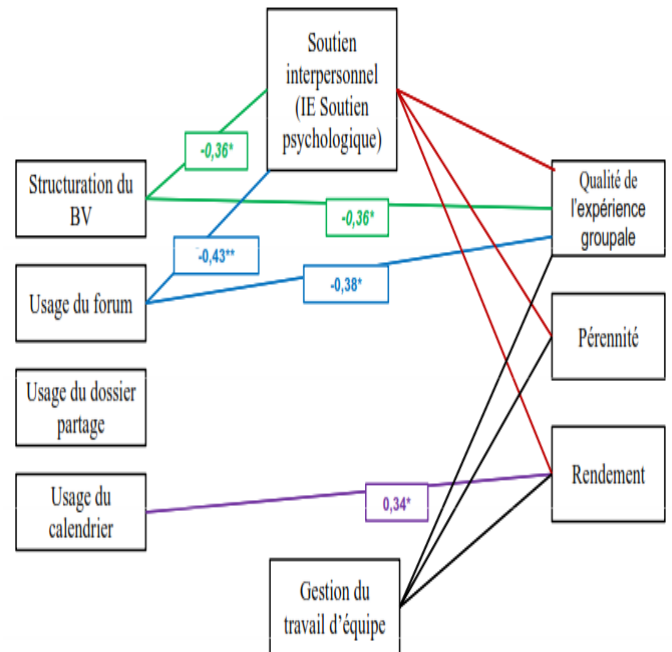 Soutien
interpersonnel
(IE Soutien
psychologique)
-0,36*
Structuration du
BV
-0,36*
Qualité de
l'expérience
groupale
-0,43**
-0,38*
Usage du forum
Pérennité
Usage du dossier
partage
Usage du
calendrier
0,34*
Rendement
Gestion du
travail d'équipe